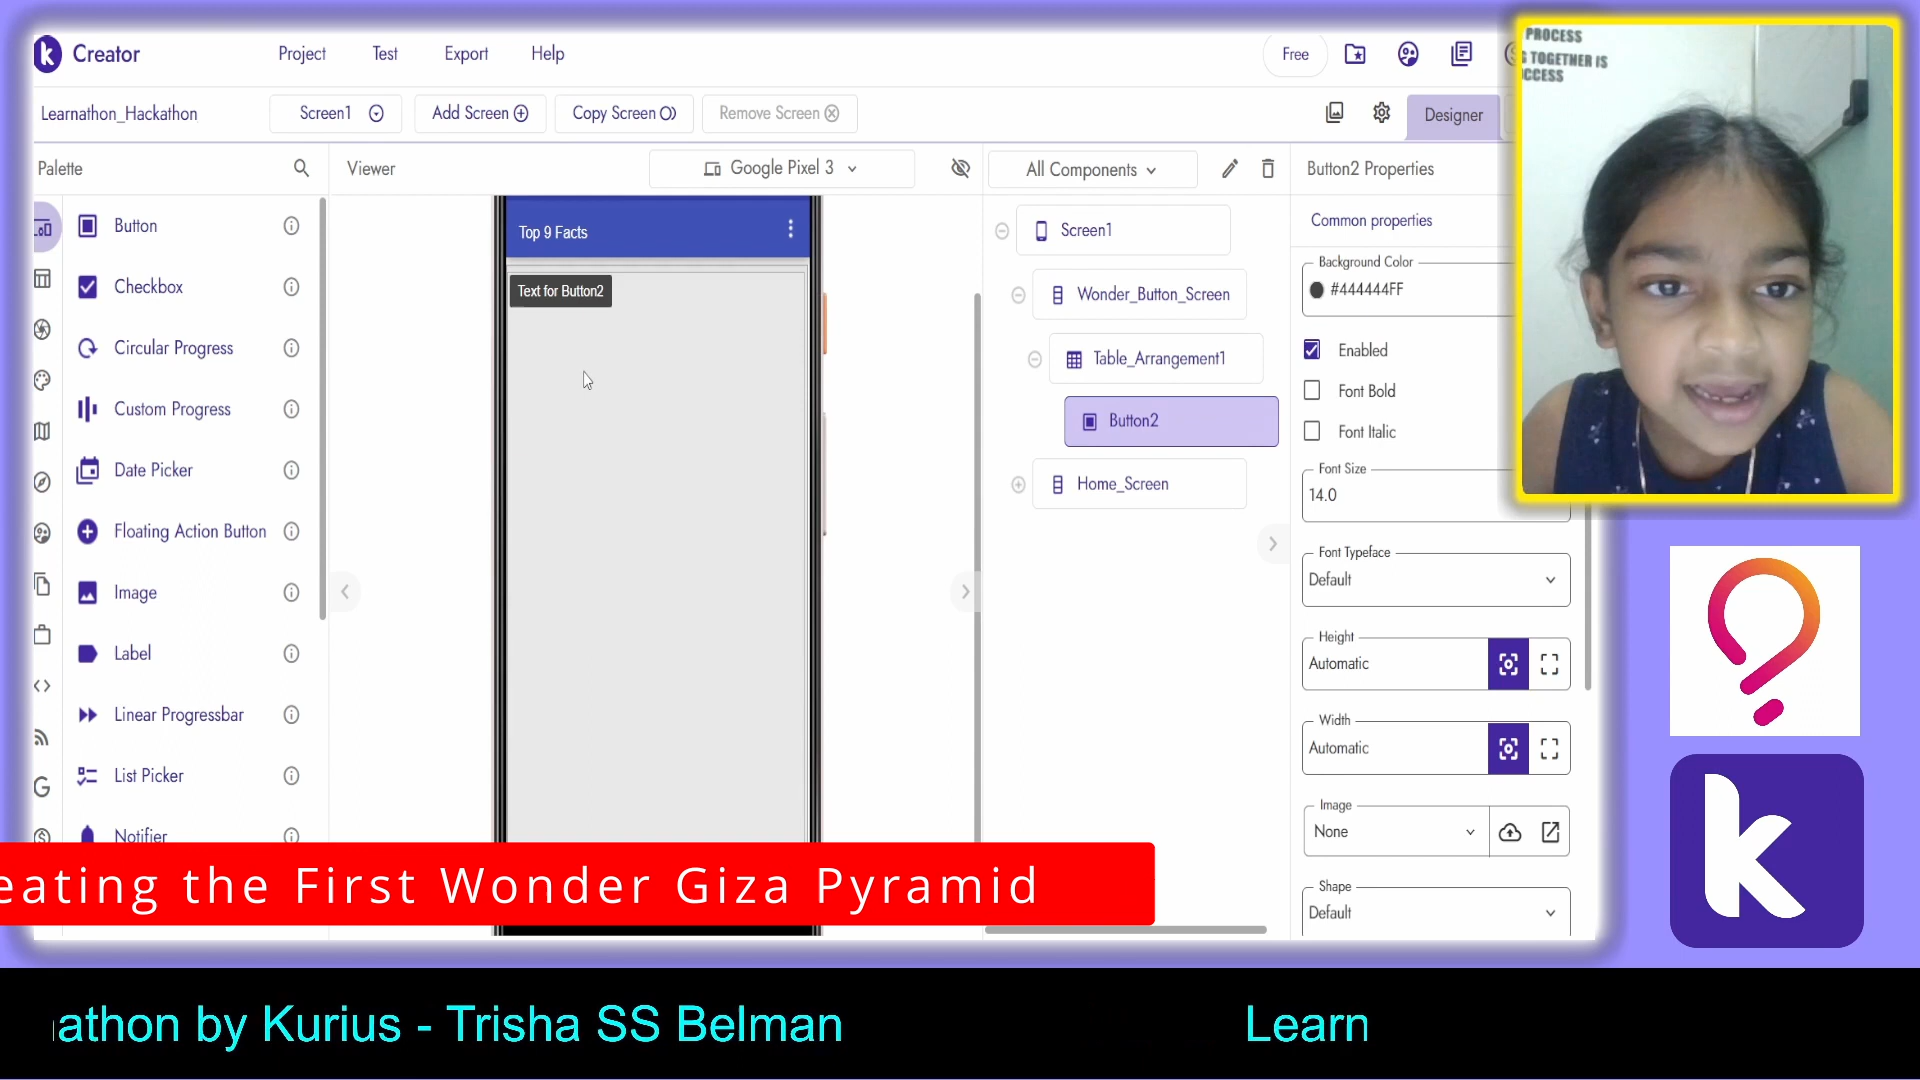 Creator
Project
Test
Export
Help
Free
Learnathon_Hackathon
Screen1
Add Screen
Copy Screen
Remove Screen
Designer
Palette
Viewer
Google Pixel 3
All Components
Button2 Properties
Button
Checkbox
Circular Progress
Custom Progress
Date Picker
Floating Action Button
Image
Label
Linear Progressbar
List Picker
Notifier
Top 9 Facts
Text for Button2
Screen1
Wonder_Button_Screen
Table_Arrangement1
Button2
Home_Screen
Common properties
Background Color
#444444FF
Enabled
Font Bold
Font Italic
Font Size
14.0
Font Typeface
Default
Height
Automatic
Width
Automatic
Image
None
Shape
Default
PROCESS
G TOGETHER IS
CCESS
eating the First Wonder Giza Pyramid
athon by Kurius - Trisha SS Belman
Learn